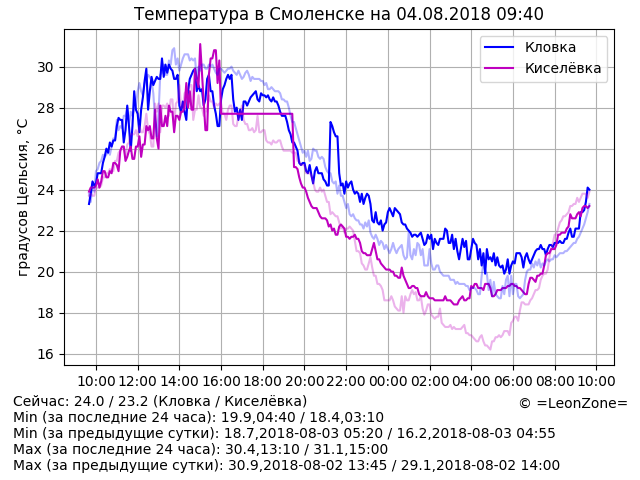 Температура в Смоленске на 04.08.2018 09:40
градусов Цельсия, °C
30
28
26
24
22
20
18
16
Кловка
Киселёвка
10:00 12:00 14:00 16:00 18:00 20:00 22:00 00:00 02:00 04:00 06:00 08:00 10:00
Сейчас: 24.0 / 23.2 (Кловка / Киселёвка)
© =LeonZone=
Min (за последние 24 часа): 19.9,04:40 / 18.4,03:10
Min (за предыдущие сутки): 18.7,2018-08-03 05:20 / 16.2,2018-08-03 04:55
Max (за последние 24 часа): 30.4,13:10 / 31.1,15:00
Max (за предыдущие сутки): 30.9,2018-08-02 13:45 / 29.1,2018-08-02 14:00